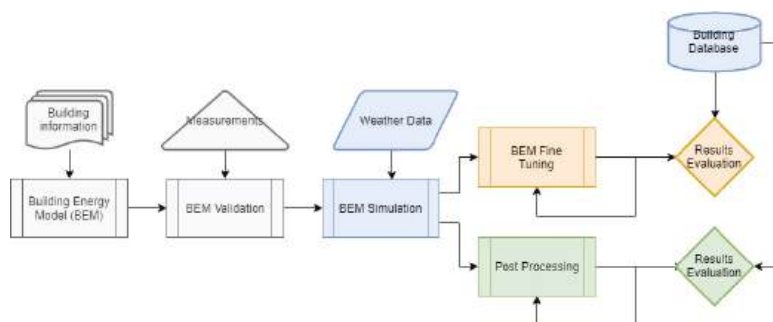 Building
Database
Building
information
Measurements
Weather Data
BEM Fine
Tuning
Results
Evaluation
Building Energy
Model (BEM)
BEM Validation
BEM Simulation
Post Processing
Results
Evaluation